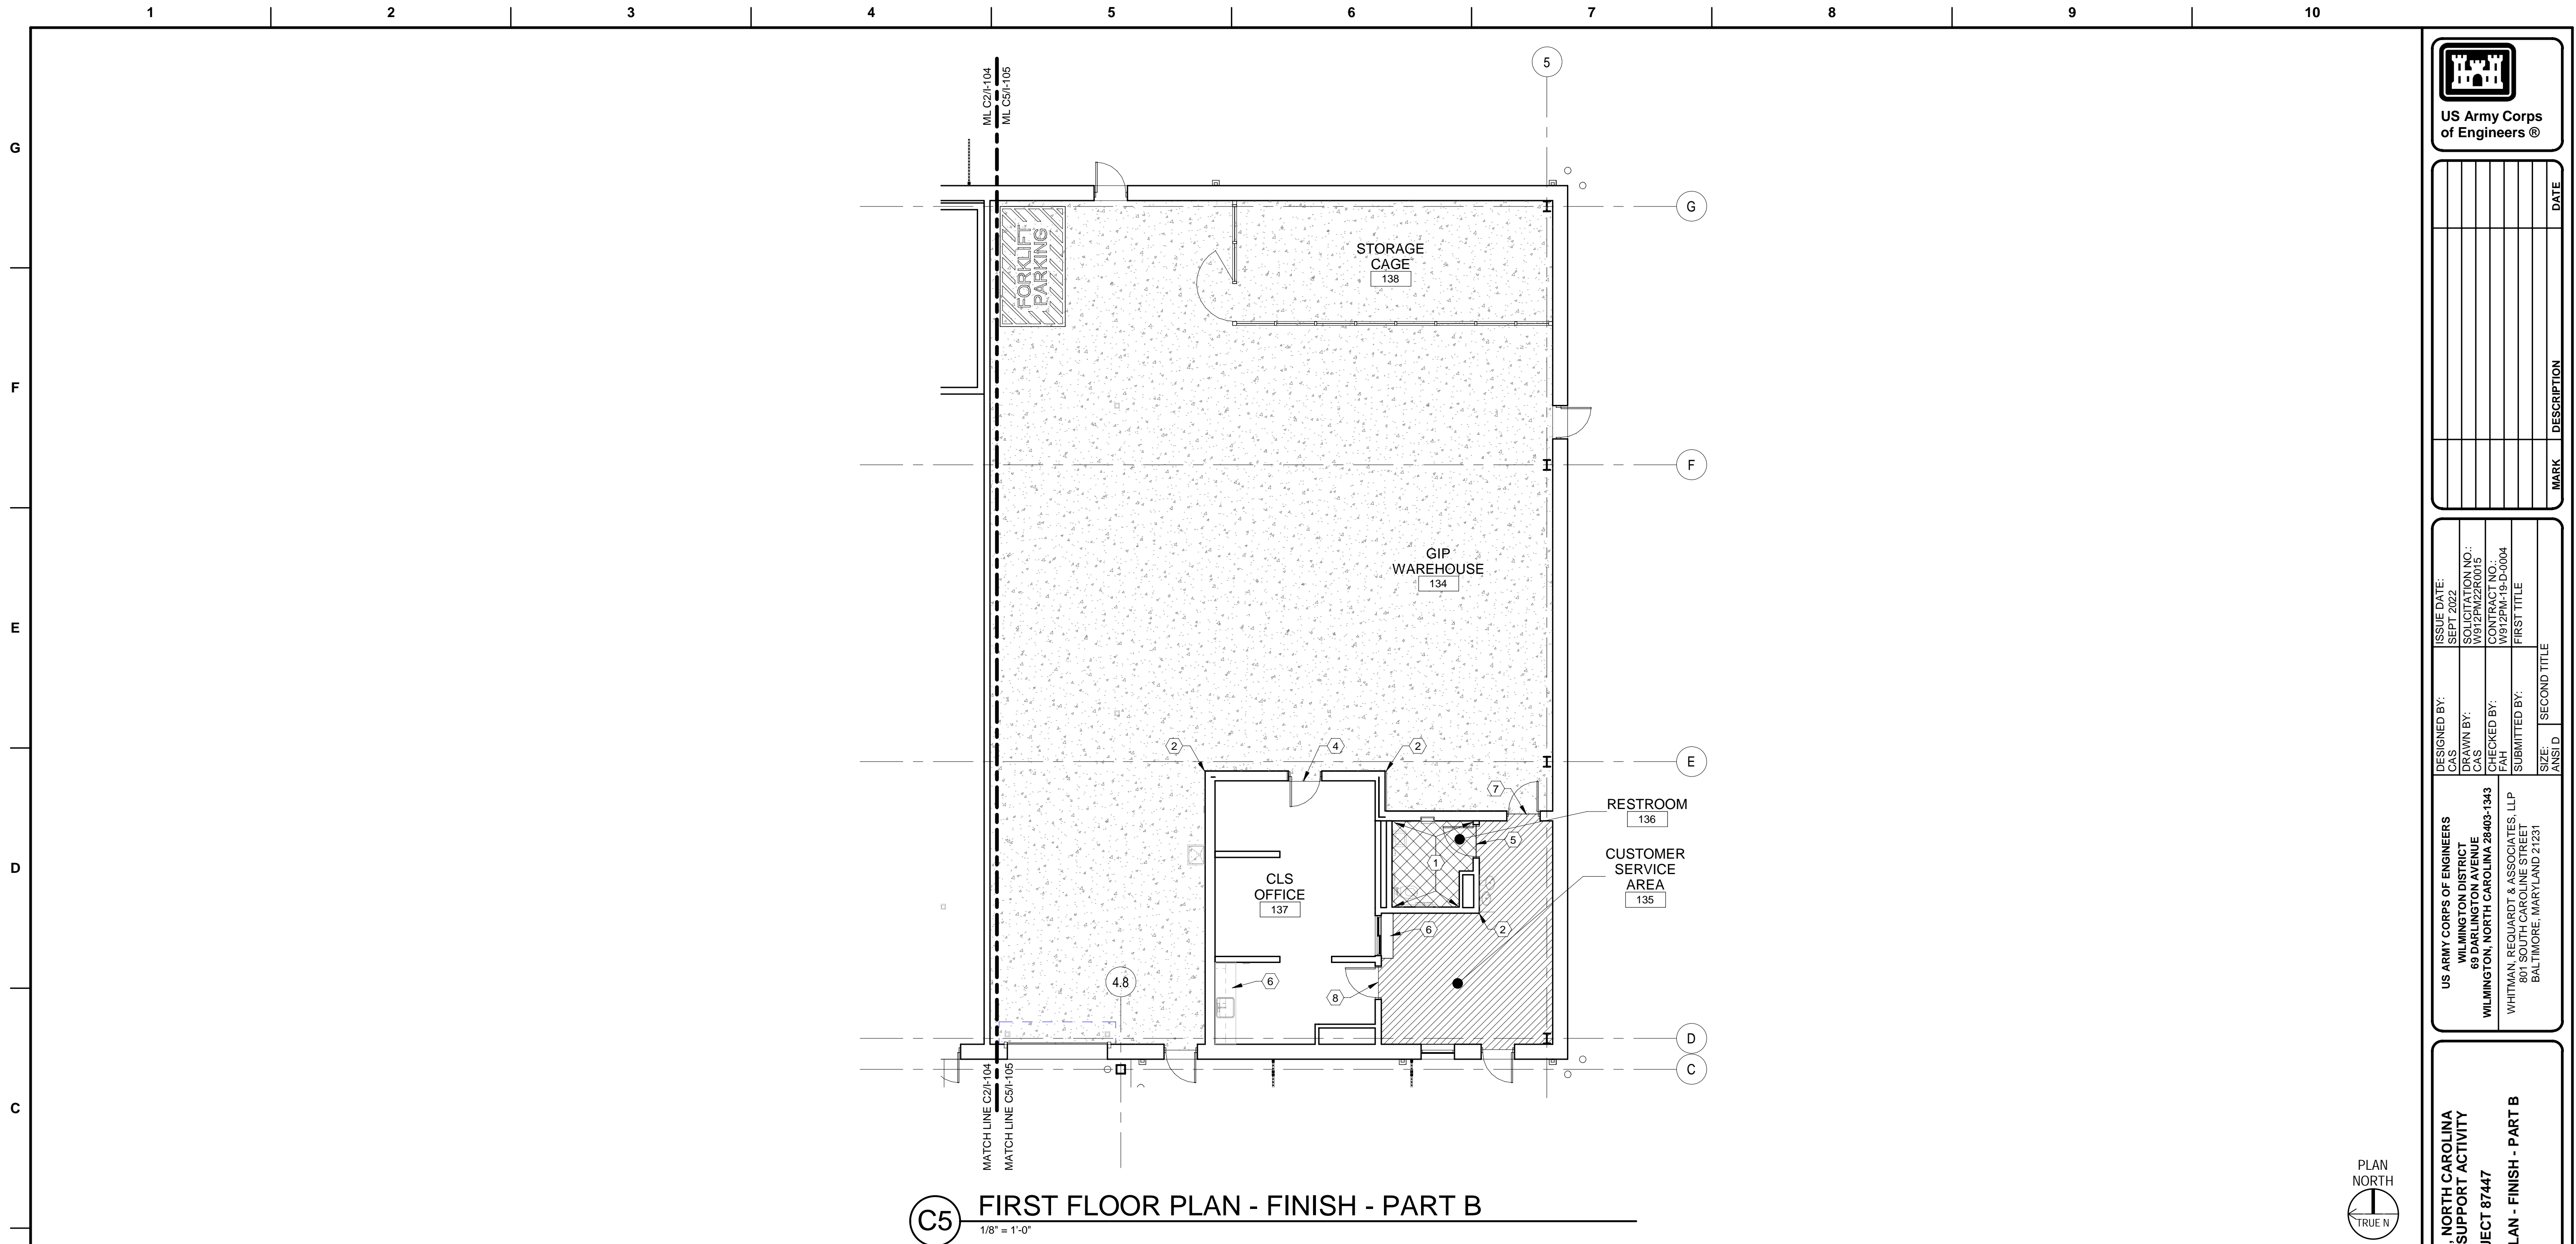 1 2 3 4 5 6 7 8 9 10
G
F
E
D
C
ML C2/I-104
ML C5/I-105
5
G
F
E
D
C
4.8
FORKLIFT
PARKING
STORAGE
CAGE
138
GIP
WAREHOUSE
134
2
4
2
7
RESTROOM
136
5
1
CUSTOMER
SERVICE
AREA
135
CLS
OFFICE
137
6
2
6
8
MATCH LINE C2/I-104
MATCH LINE C5/I-105
C5
FIRST FLOOR PLAN - FINISH - PART B
1/8" = 1'-0"
PLAN
NORTH
TRUE N
US Army Corps
of Engineers ®
MARK
DESCRIPTION
DATE
DESIGNED BY:
CAS
ISSUE DATE:
SEPT 2022
DRAWN BY:
CAS
SOLICITATION NO.:
W912PM22R0015
CHECKED BY:
FAH
CONTRACT NO.:
W912PM-19-D-0004
SUBMITTED BY:
FIRST TITLE
SIZE:
ANSI D
SECOND TITLE
US ARMY CORPS OF ENGINEERS
WILMINGTON DISTRICT
69 DARLINGTON AVENUE
WILMINGTON, NORTH CAROLINA 28403-1343
WHITMAN, REQUARDT & ASSOCIATES, LLP
801 SOUTH CAROLINE STREET
BALTIMORE, MARYLAND 21231
, NORTH CAROLINA
SUPPORT ACTIVITY
JECT 87447
LAN - FINISH - PART B